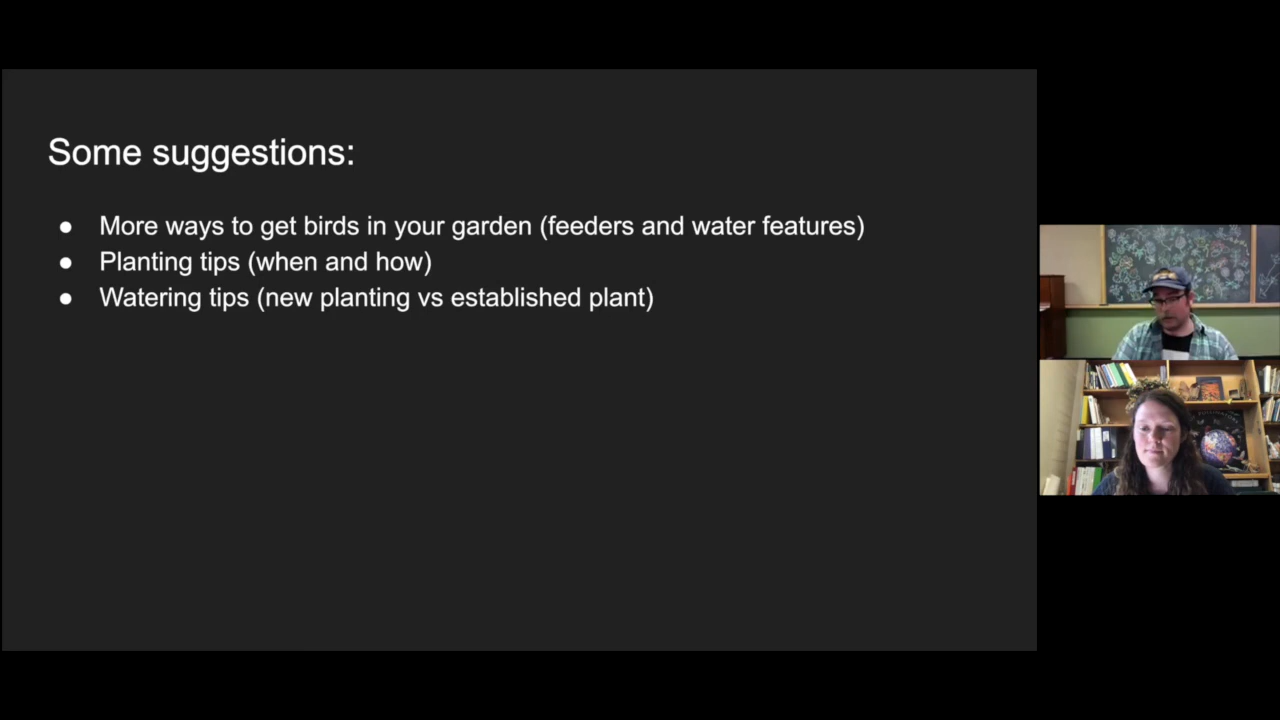 Some suggestions:
● More ways to get birds in your garden (feeders and water features)
● Planting tips (when and how)
● Watering tips (new planting vs established plant)